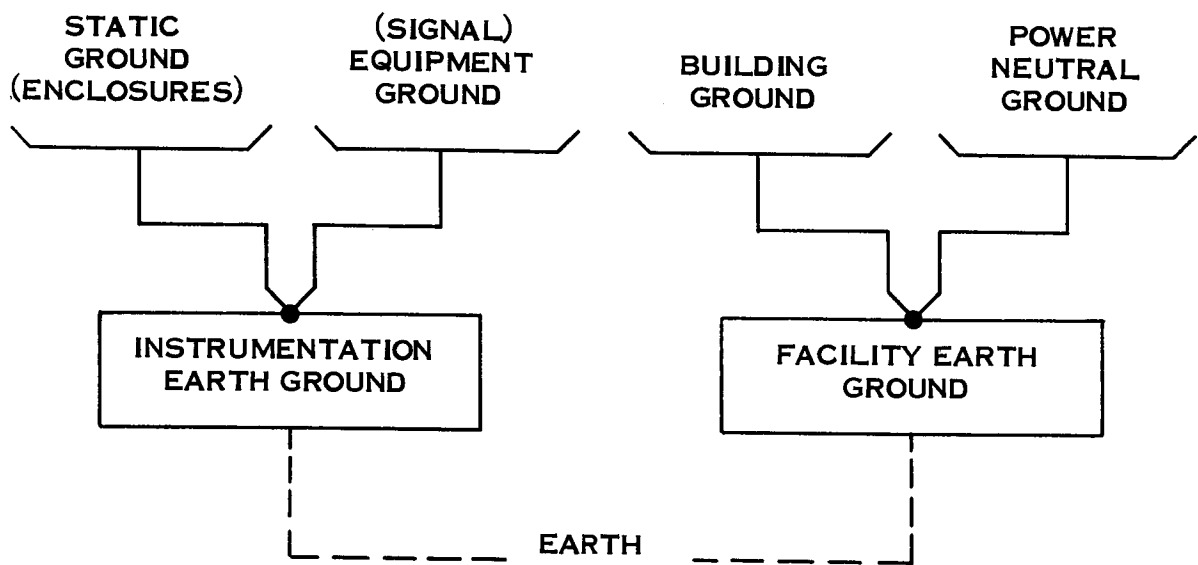 STATIC
GROUND
(ENCLOSURES)
(SIGNAL)
EQUIPMENT
GROUND
BUILDING
GROUND
POWER
NEUTRAL
GROUND
INSTRUMENTATION
EARTH GROUND
FACILITY EARTH
GROUND
EARTH